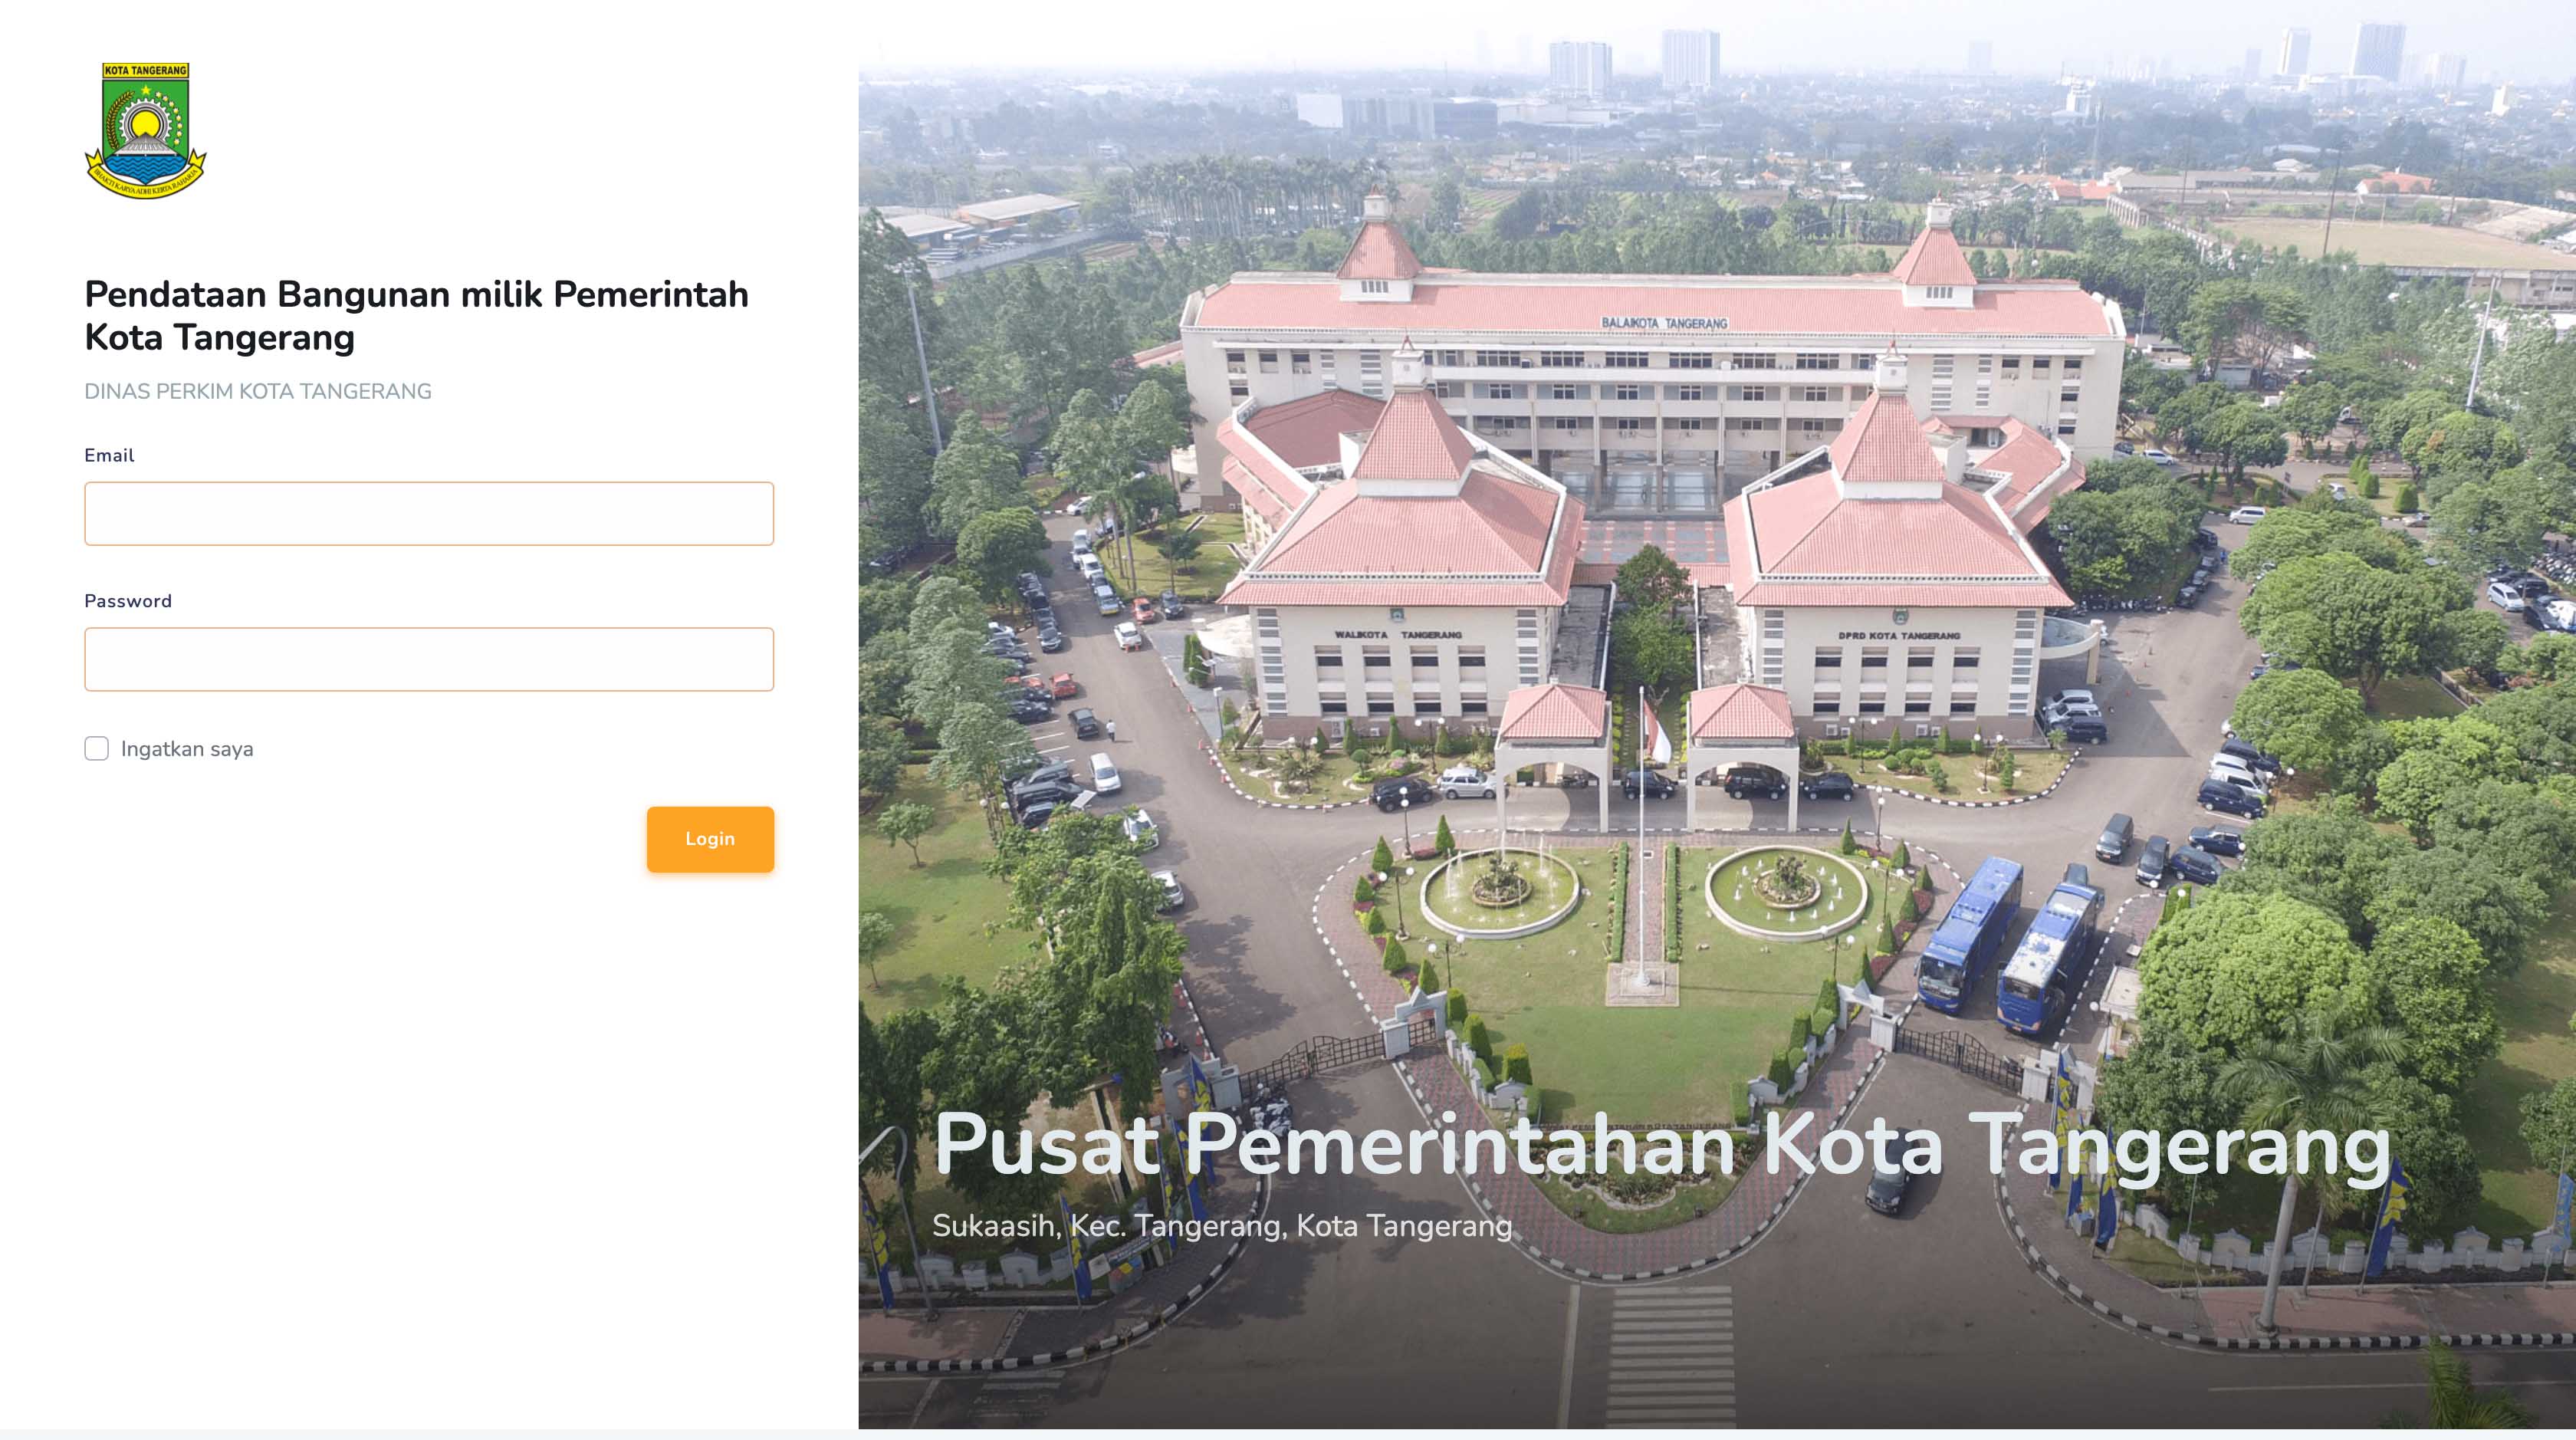 KOTA TANGERANG
BHAKTI KARYA ADHI KERTA RAHARJA
Pendataan Bangunan milik Pemerintah
Kota Tangerang
DINAS PERKIM KOTA TANGERANG
Email
Password
Ingatkan saya
Login
BALAIKOTA TANGERANG
WALIKOTA TANGERANG
DPRD KOTA TANGERANG
Pusat Pemerintahan Kota Tangerang
Sukaasih, Kec. Tangerang, Kota Tangerang